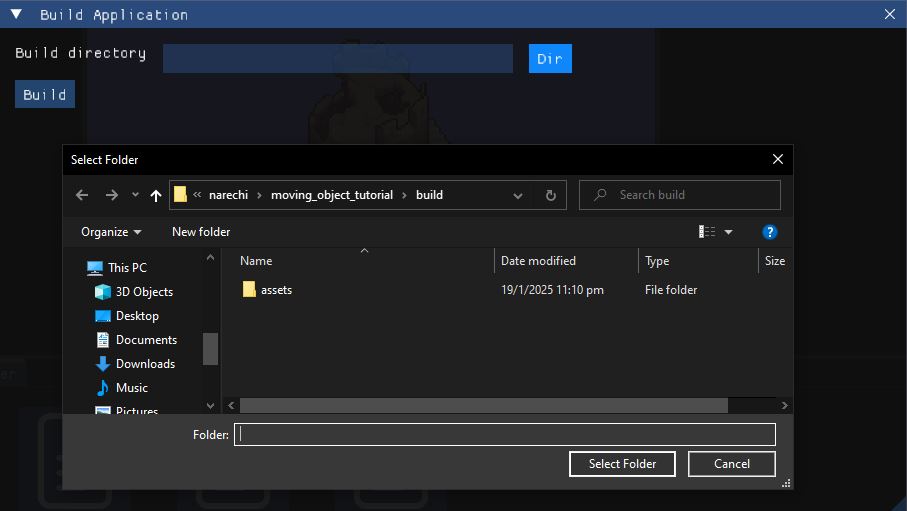 Build Application
Build directory
Dir
Build
Select Folder
« narechi › moving_object_tutorial › build
Search build
Organize
New folder
This PC
3D Objects
Desktop
Documents
Downloads
Music
Pictures
Name
Date modified
Type
Size
assets
19/1/2025 11:10 pm
File folder
Folder:
Select Folder
Cancel